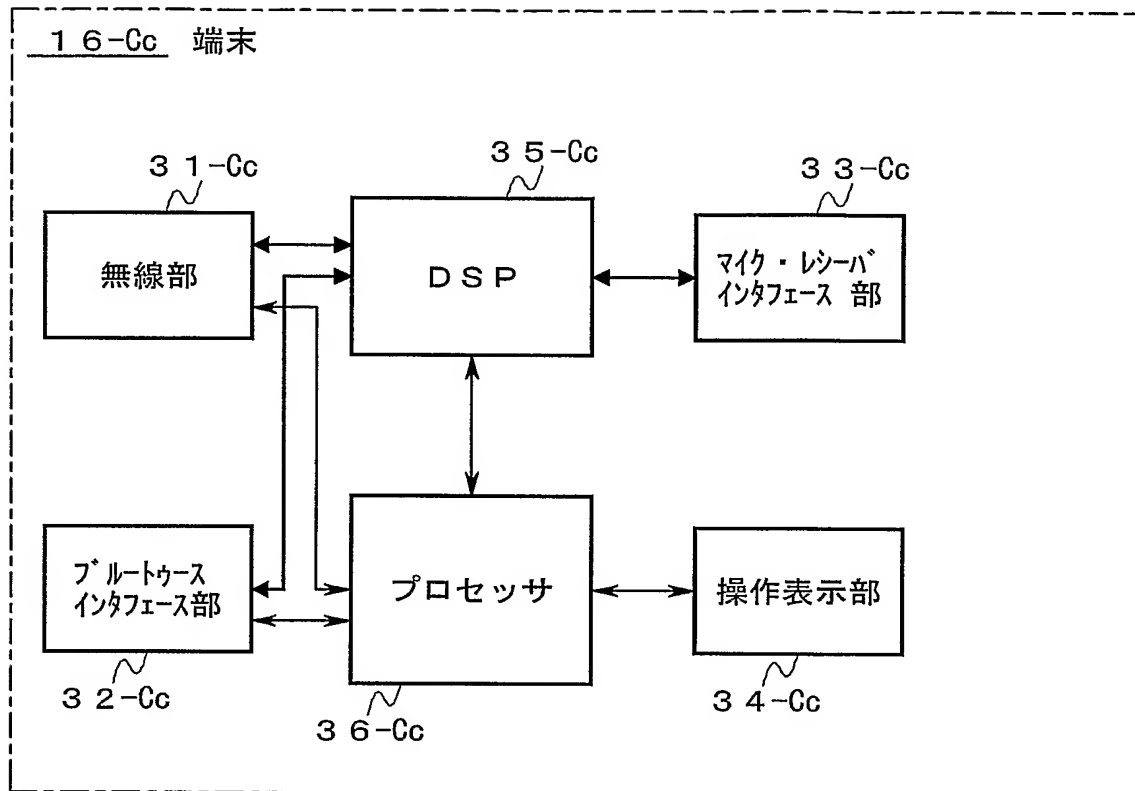 １６-Cc 端末
３１-Cc
３５-Cc
３３-Cc
無線部
ＤＳＰ
ﾏｲｸ・ﾚｼｰﾊﾞ
ｲﾝﾀﾌｪｰｽ 部
ﾌﾞﾙｰﾄｩｰｽ
ｲﾝﾀﾌｪｰｽ部
プロセッサ
操作表示部
３２-Cc
３６-Cc
３４-Cc